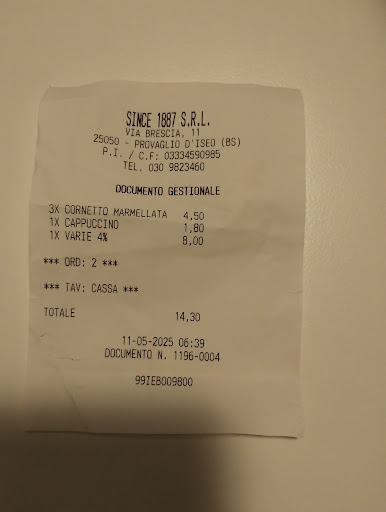 SINCE 1887 S.R.L.
VIA BRESCIA, 11
25050 - PROVAGLIO D'ISEO (BS)
P.I. / C.F: 03334590985
TEL. 030 9823460
DOCUMENTO GESTIONALE
3X CORNETTO MARMELLATA 4,50
1X CAPPUCCINO 1,80
1X VARIE 4% 8,00
*** ORD: 2 ***
*** TAV: CASSA ***
TOTALE 14,30
11-05-2025 06:39
DOCUMENTO N. 1196-0004
99IEB009800